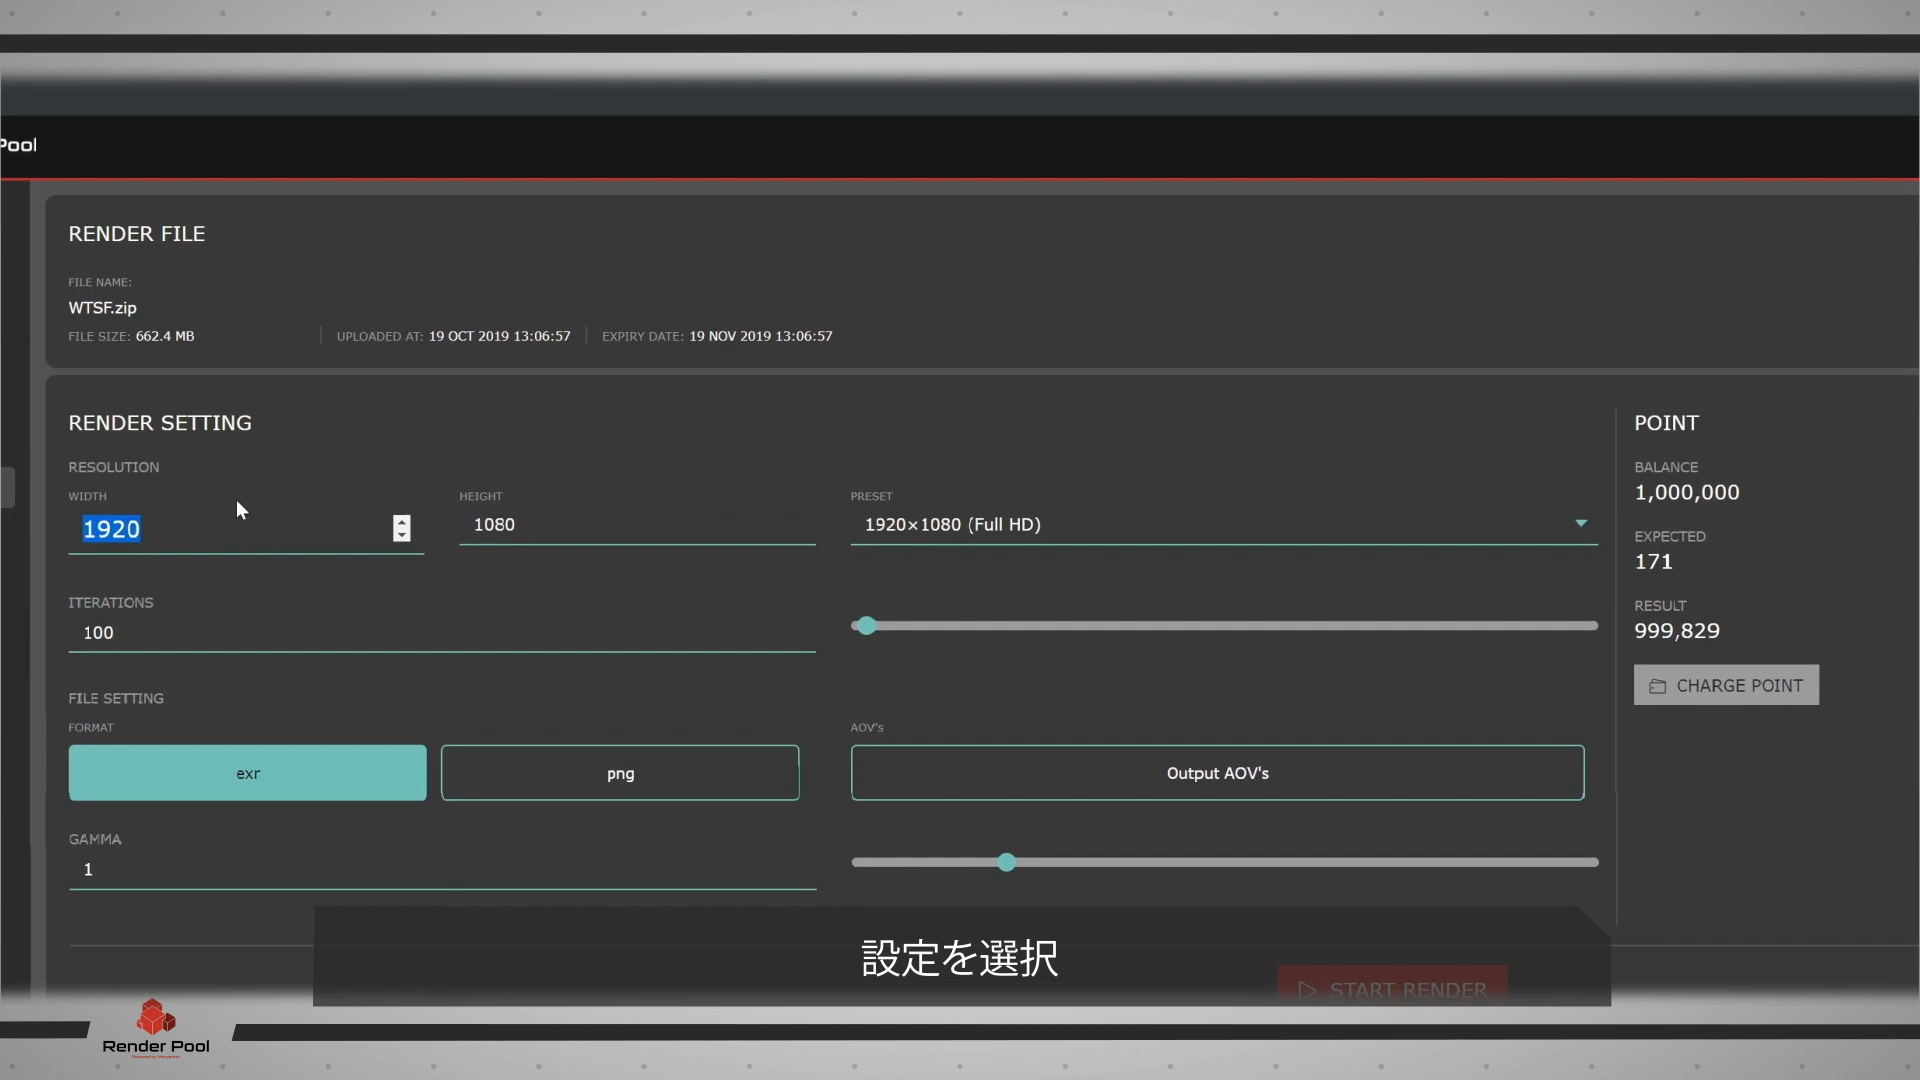 Pool
RENDER FILE
FILE NAME:
WTSF.zip
FILE SIZE: 662.4 MB
UPLOADED AT: 19 OCT 2019 13:06:57
EXPIRY DATE: 19 NOV 2019 13:06:57
RENDER SETTING
RESOLUTION
WIDTH
1920
HEIGHT
1080
PRESET
1920×1080 (Full HD)
ITERATIONS
100
FILE SETTING
FORMAT
exr
png
AOV's
Output AOV's
GAMMA
1
POINT
BALANCE
1,000,000
EXPECTED
171
RESULT
999,829
CHARGE POINT
設定を選択
START RENDER
Render Pool